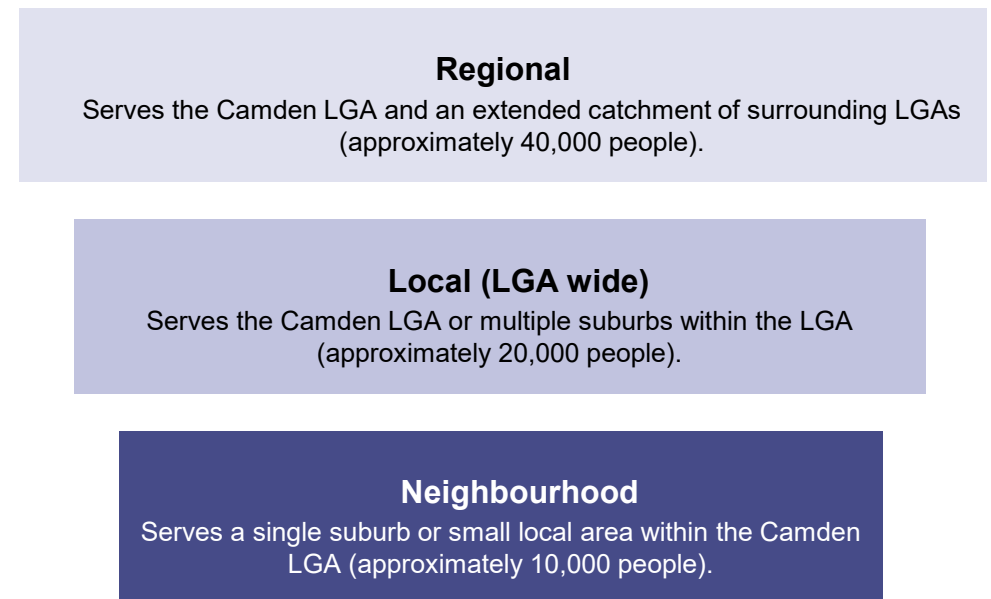 Regional
Serves the Camden LGA and an extended catchment of surrounding LGAs
(approximately 40,000 people).
Local (LGA wide)
Serves the Camden LGA or multiple suburbs within the LGA
(approximately 20,000 people).
Neighbourhood
Serves a single suburb or small local area within the Camden
LGA (approximately 10,000 people).